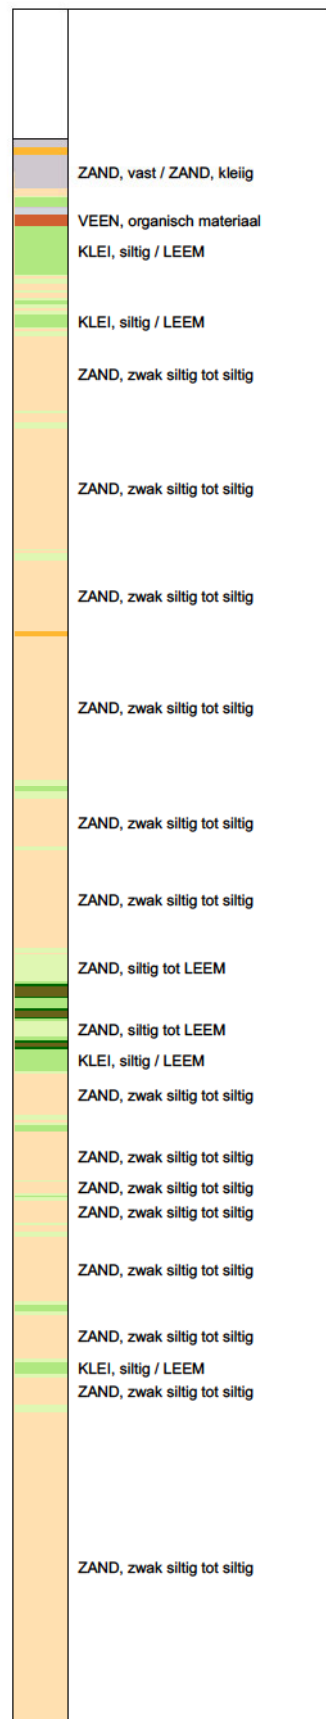 ZAND, vast / ZAND, kleiig
VEEN, organisch materiaal
KLEI, siltig / LEEM
KLEI, siltig / LEEM
ZAND, zwak siltig tot siltig
ZAND, zwak siltig tot siltig
ZAND, zwak siltig tot siltig
ZAND, zwak siltig tot siltig
ZAND, zwak siltig tot siltig
ZAND, zwak siltig tot siltig
ZAND, siltig tot LEEM
ZAND, siltig tot LEEM
KLEI, siltig / LEEM
ZAND, zwak siltig tot siltig
ZAND, zwak siltig tot siltig
ZAND, zwak siltig tot siltig
ZAND, zwak siltig tot siltig
ZAND, zwak siltig tot siltig
ZAND, zwak siltig tot siltig
KLEI, siltig / LEEM
ZAND, zwak siltig tot siltig
ZAND, zwak siltig tot siltig